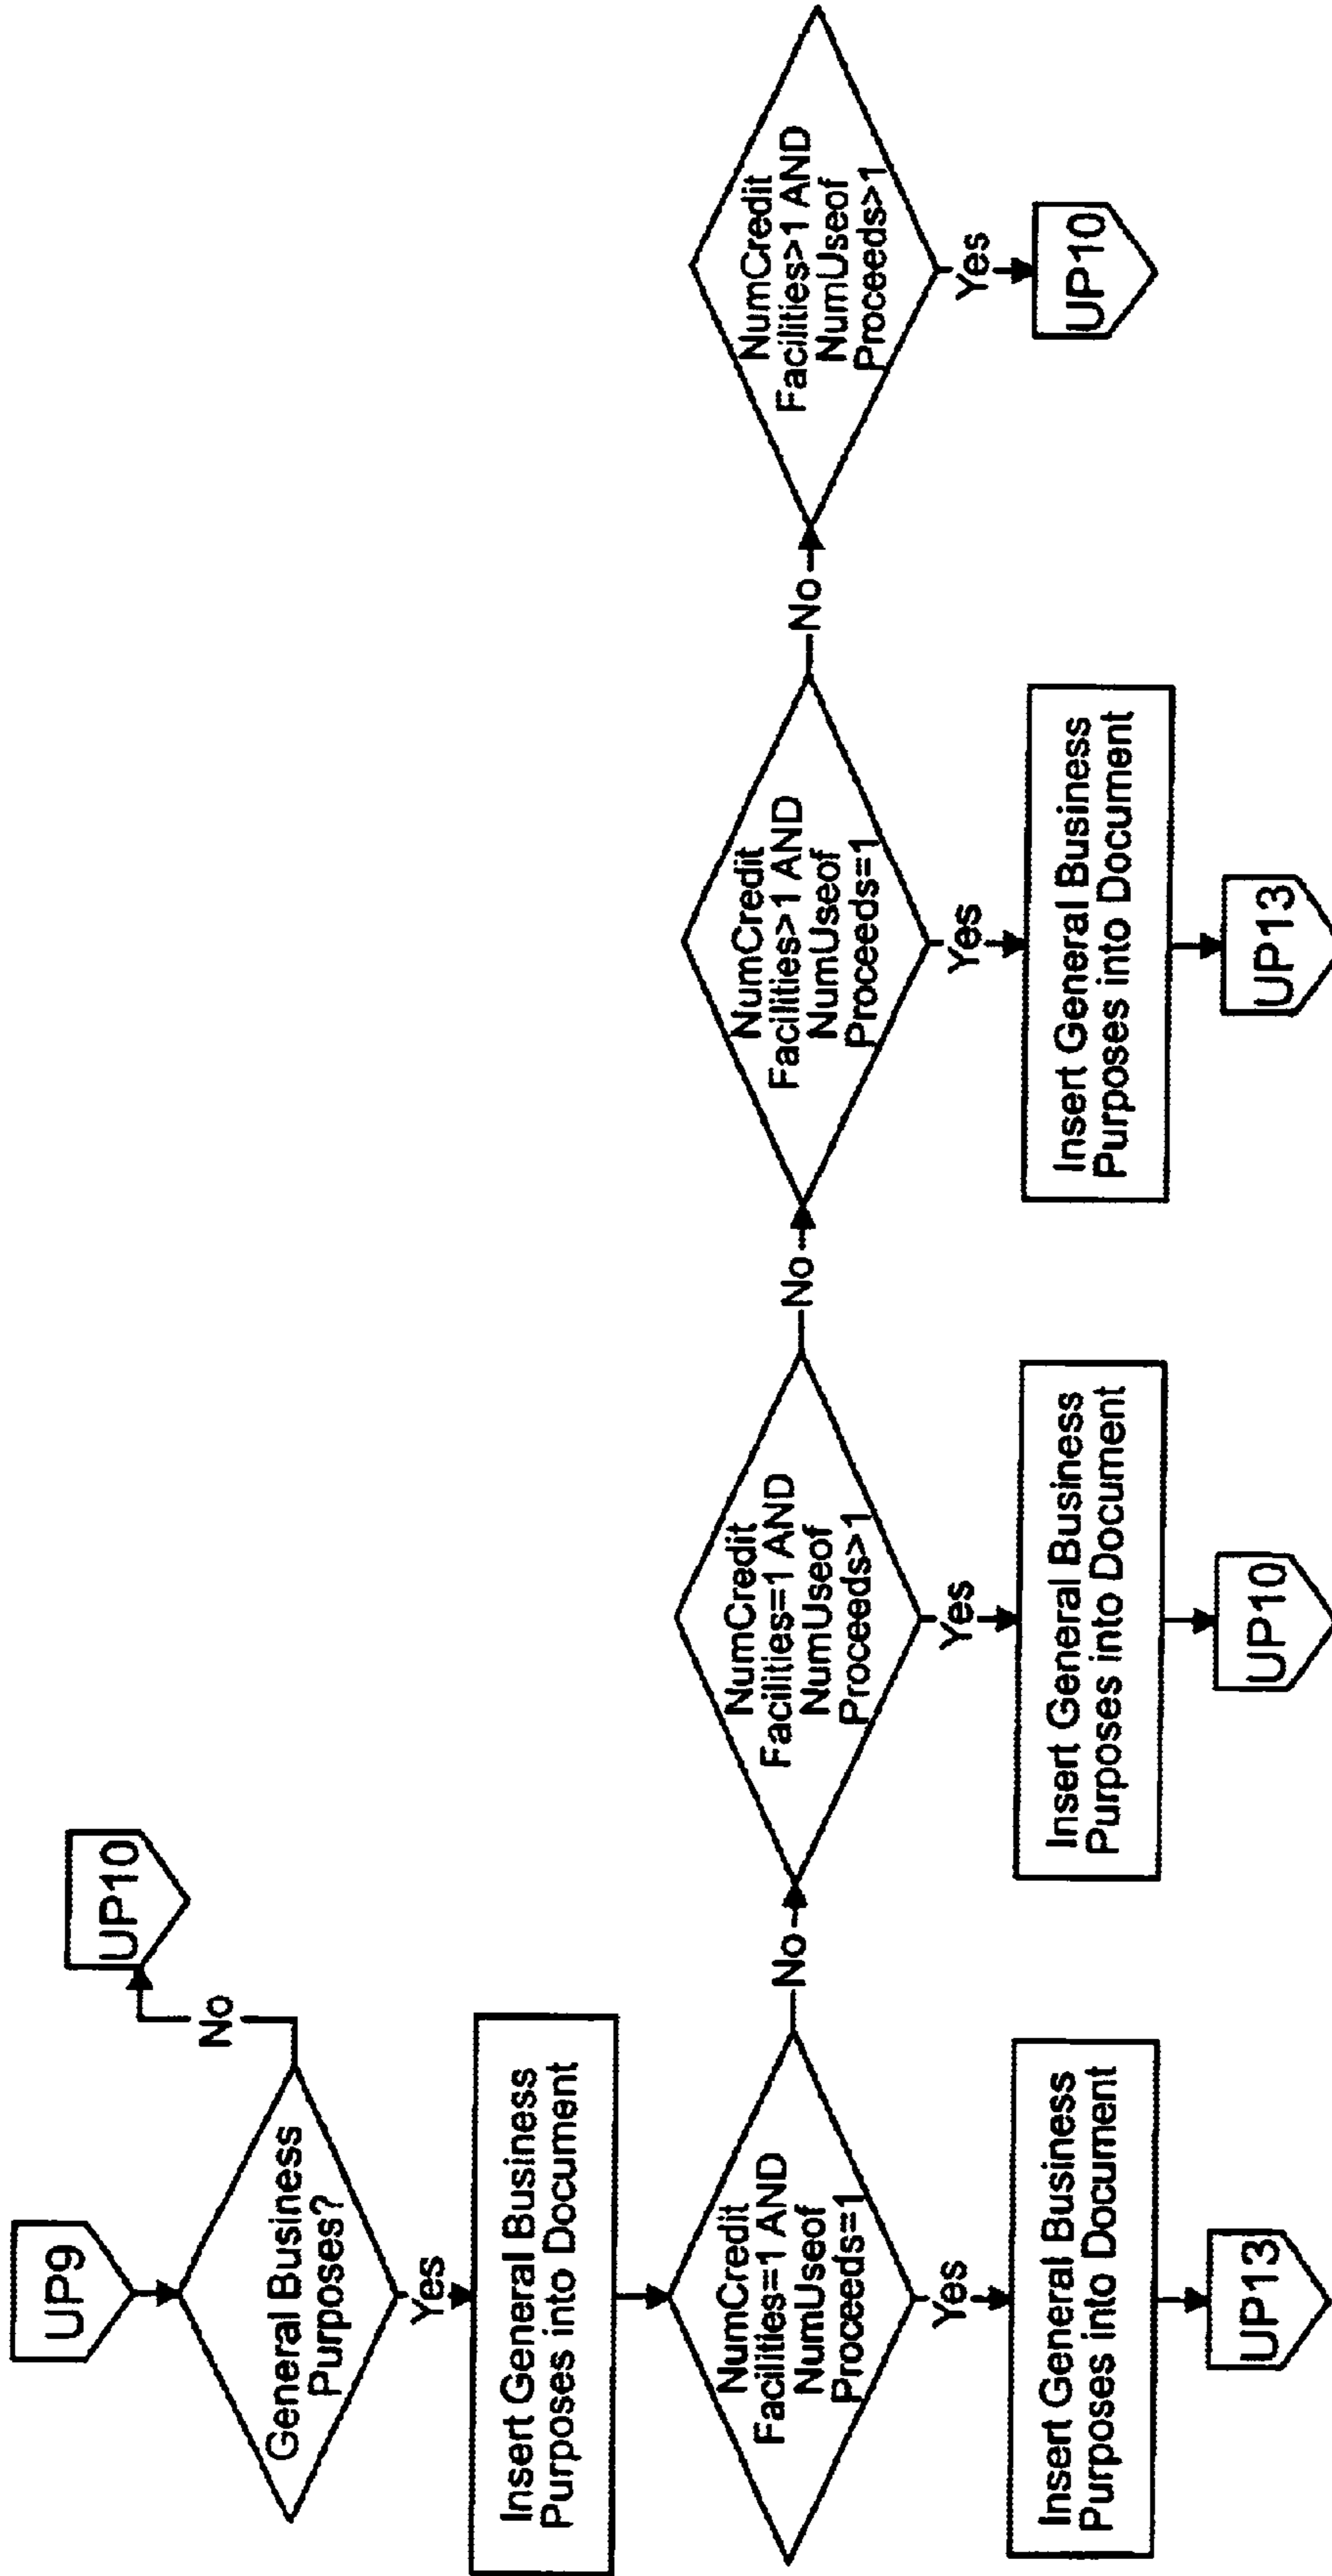 UP9
General Business
Purposes?
No
UP10
Yes
Insert General Business
Purposes into Document
NumCredit
Facilities=1 AND
NumUseof
Proceeds=1
No
NumCredit
Facilities=1 AND
NumUseof
Proceeds>1
No
NumCredit
Facilities>1 AND
NumUseof
Proceeds=1
No
NumCredit
Facilities>1 AND
NumUseof
Proceeds>1
Yes
Yes
Yes
Yes
Insert General Business
Purposes into Document
Insert General Business
Purposes into Document
Insert General Business
Purposes into Document
UP10
UP13
UP10
UP13